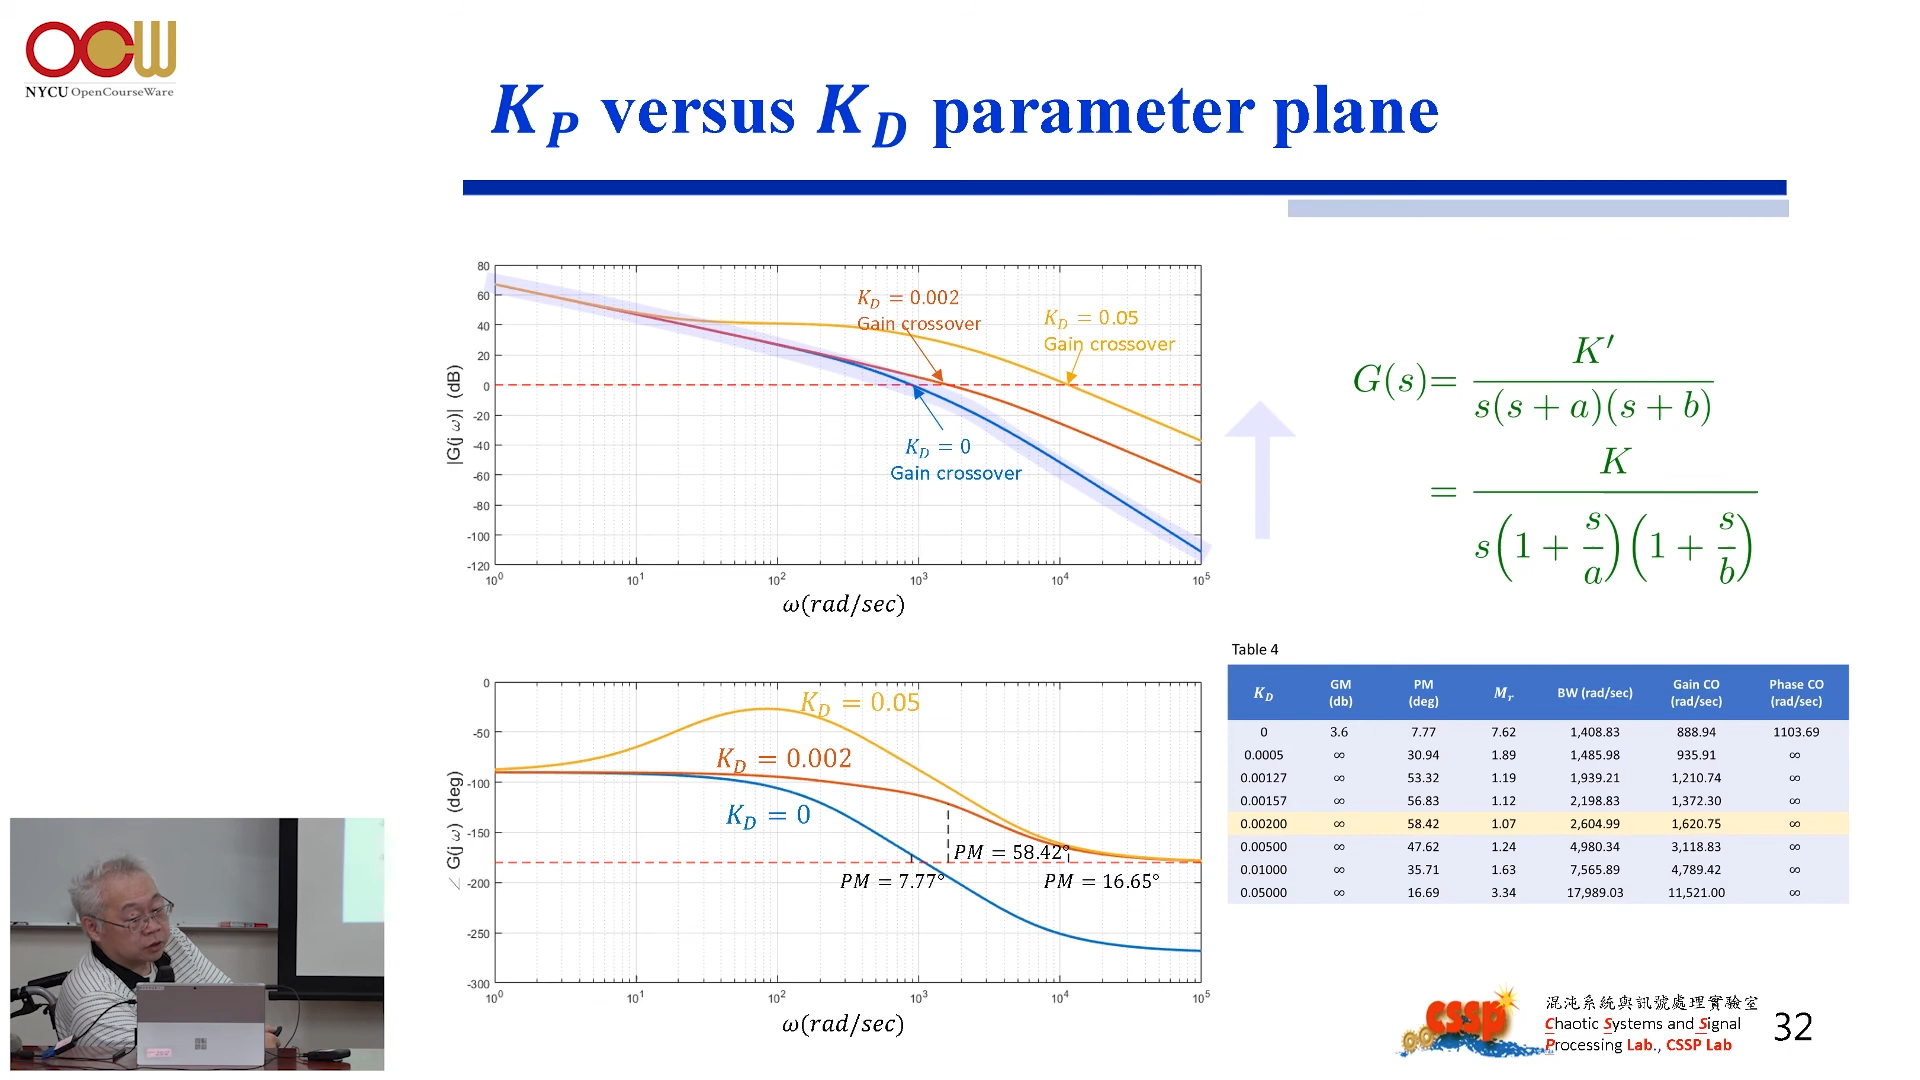 OCW
NYCU OpenCourseWare
K_P versus K_D parameter plane
80
60
40
20
0
-20
-40
-60
-80
-100
-120
|G(j ω)| (dB)
K_D = 0.002
Gain crossover
K_D = 0.05
Gain crossover
K_D = 0
Gain crossover
10^0 10^1 10^2 10^3 10^4 10^5
ω(rad/sec)
G(s) = K′ / s(s + a)(s + b)
= K / s(1 + s/a)(1 + s/b)
0
-50
-100
-150
-200
-250
-300
∠ G(j ω) (deg)
K_D = 0.05
K_D = 0.002
K_D = 0
PM = 58.42°
PM = 7.77°
PM = 16.65°
10^0 10^1 10^2 10^3 10^4 10^5
ω(rad/sec)
Table 4
K_D GM (db) PM (deg) M_r BW (rad/sec) Gain CO (rad/sec) Phase CO (rad/sec)
0 3.6 7.77 7.62 1,408.83 888.94 1103.69
0.0005 ∞ 30.94 1.89 1,485.98 935.91 ∞
0.00127 ∞ 53.32 1.19 1,939.21 1,210.74 ∞
0.00157 ∞ 56.83 1.12 2,198.83 1,372.30 ∞
0.00200 ∞ 58.42 1.07 2,604.99 1,620.75 ∞
0.00500 ∞ 47.62 1.24 4,980.34 3,118.83 ∞
0.01000 ∞ 35.71 1.63 7,565.89 4,789.42 ∞
0.05000 ∞ 16.69 3.34 17,989.03 11,521.00 ∞
CSSP
混沌系統與訊號處理實驗室
Chaotic Systems and Signal
Processing Lab., CSSP Lab
32